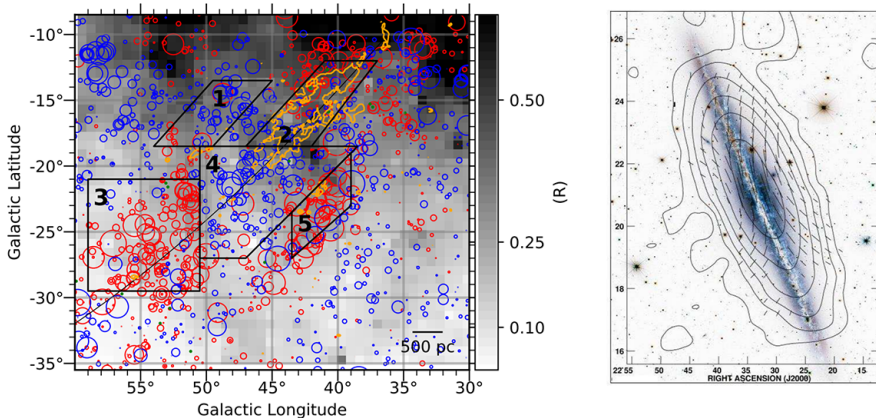 -10°
-15°
-20°
-25°
-30°
-35°
Galactic Latitude
1
2
4
3
5
500 pc
55 50 45 40 35 30
Galactic Longitude
0.50
0.25
0.10
(R)
26
24
22
20
18
16
22ʰ55 50 45 40 35 30 25 20 15
RIGHT ASCENSION (J2000)